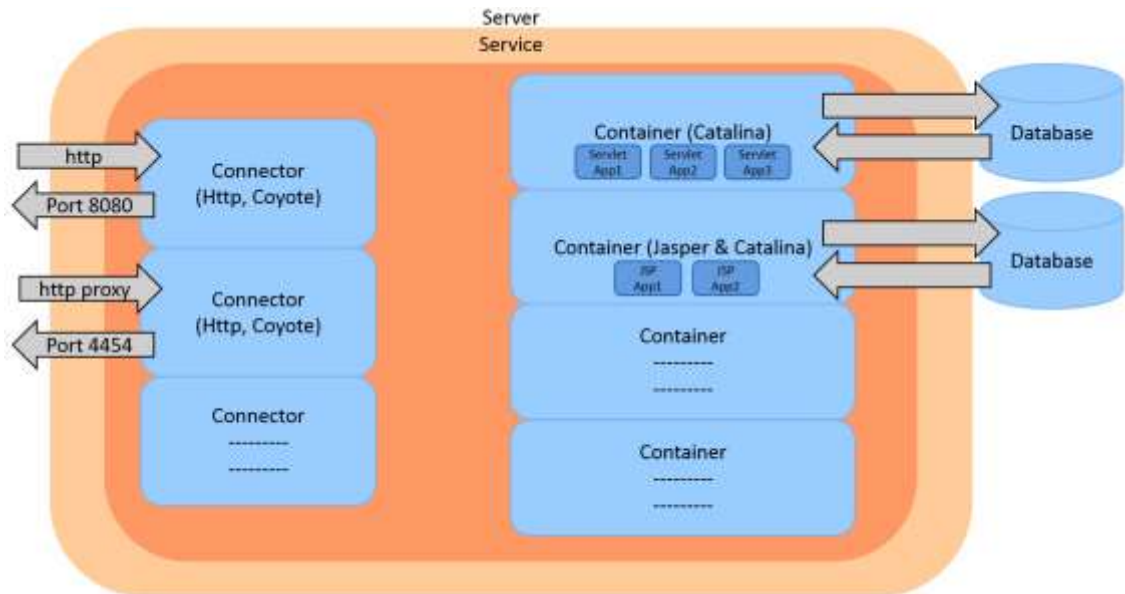 Server
Service
http
Port 8080
http proxy
Port 4454
Connector
(Http, Coyote)
Connector
(Http, Coyote)
Connector
---------
---------
Container (Catalina)
Servlet
App1
Servlet
App2
Servlet
App3
Container (Jasper & Catalina)
JSP
App1
JSP
App2
Container
---------
---------
Container
---------
---------
Database
Database